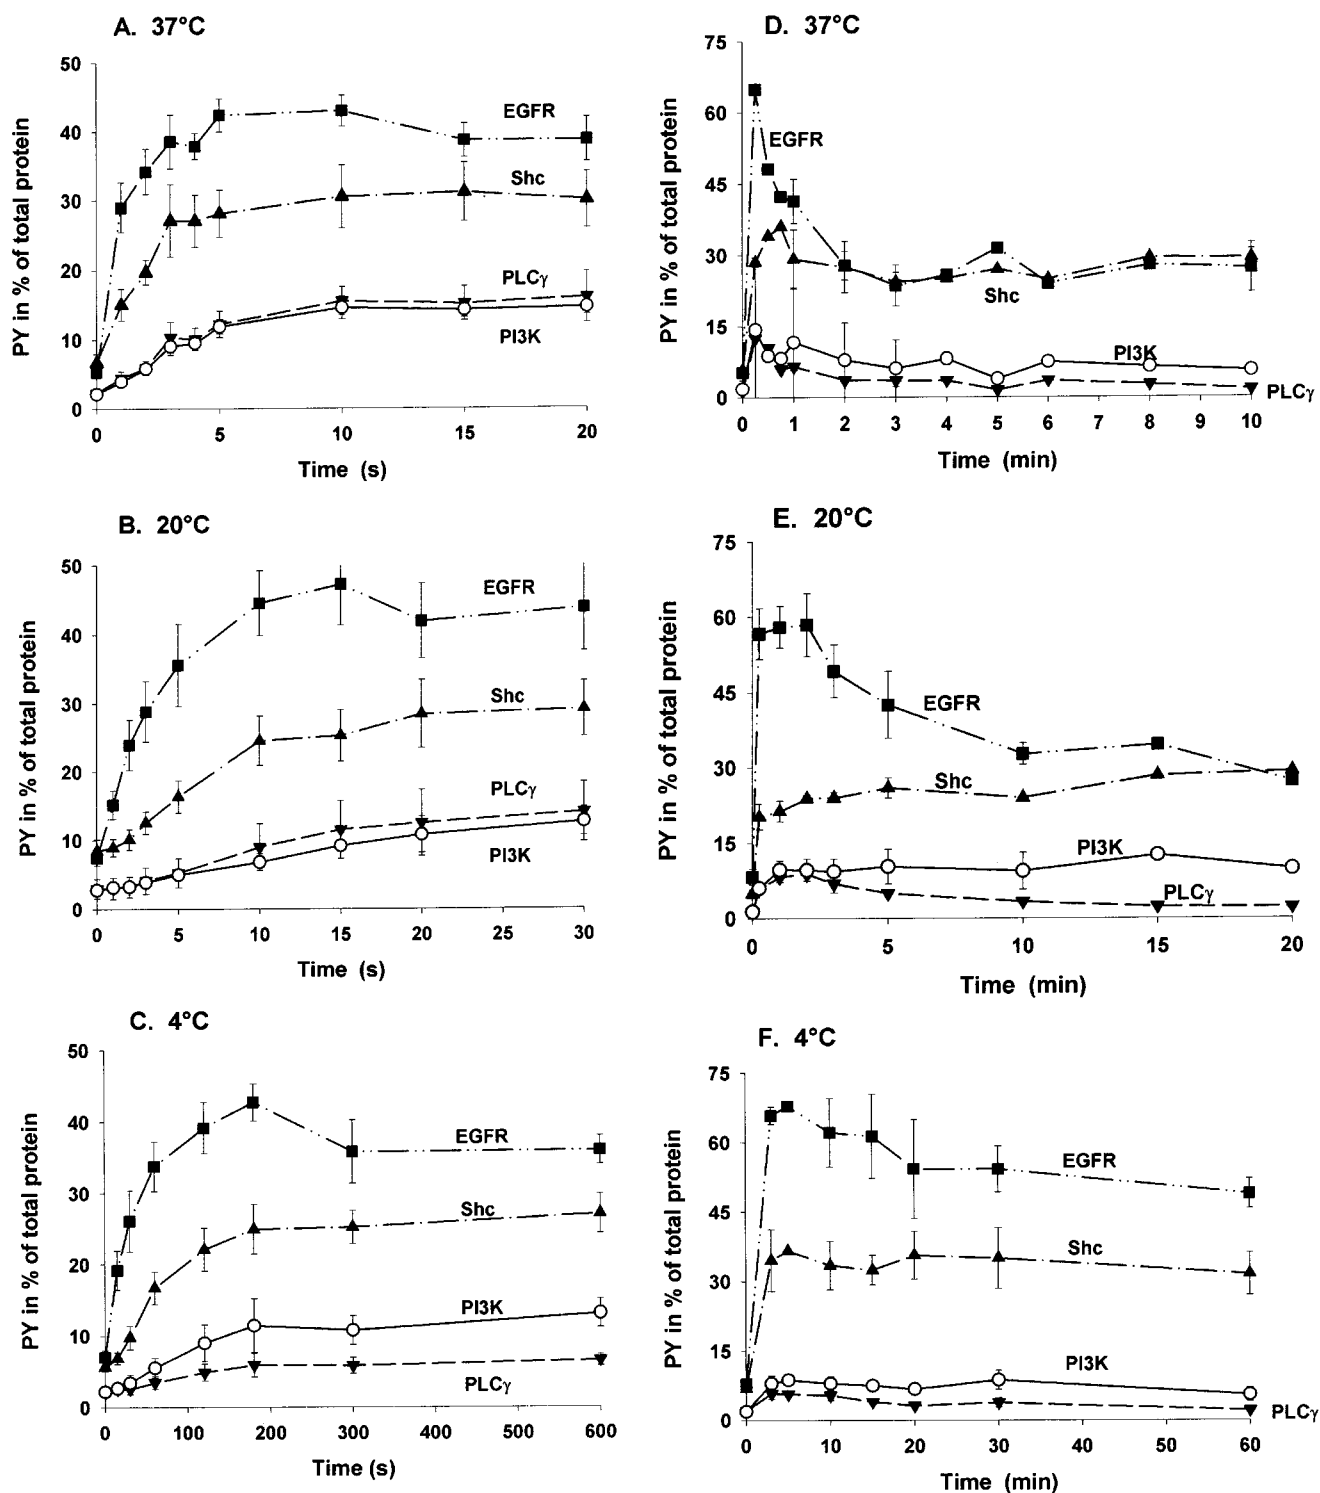 A. 37°C
PY in % of total protein
50
40
30
20
10
0
EGFR
Shc
PLCγ
PI3K
0 5 10 15 20
Time (s)
D. 37°C
PY in % of total protein
75
60
45
30
15
0
EGFR
Shc
PI3K
PLCγ
0 1 2 3 4 5 6 7 8 9 10
Time (min)
B. 20°C
PY in % of total protein
50
40
30
20
10
0
EGFR
Shc
PLCγ
PI3K
0 5 10 15 20 25 30
Time (s)
E. 20°C
PY in % of total protein
75
60
45
30
15
0
EGFR
Shc
PI3K
PLCγ
0 5 10 15 20
Time (min)
C. 4°C
PY in % of total protein
50
40
30
20
10
0
EGFR
Shc
PI3K
PLCγ
0 100 200 300 400 500 600
Time (s)
F. 4°C
PY in % of total protein
75
60
45
30
15
0
EGFR
Shc
PI3K
PLCγ
0 10 20 30 40 50 60
Time (min)